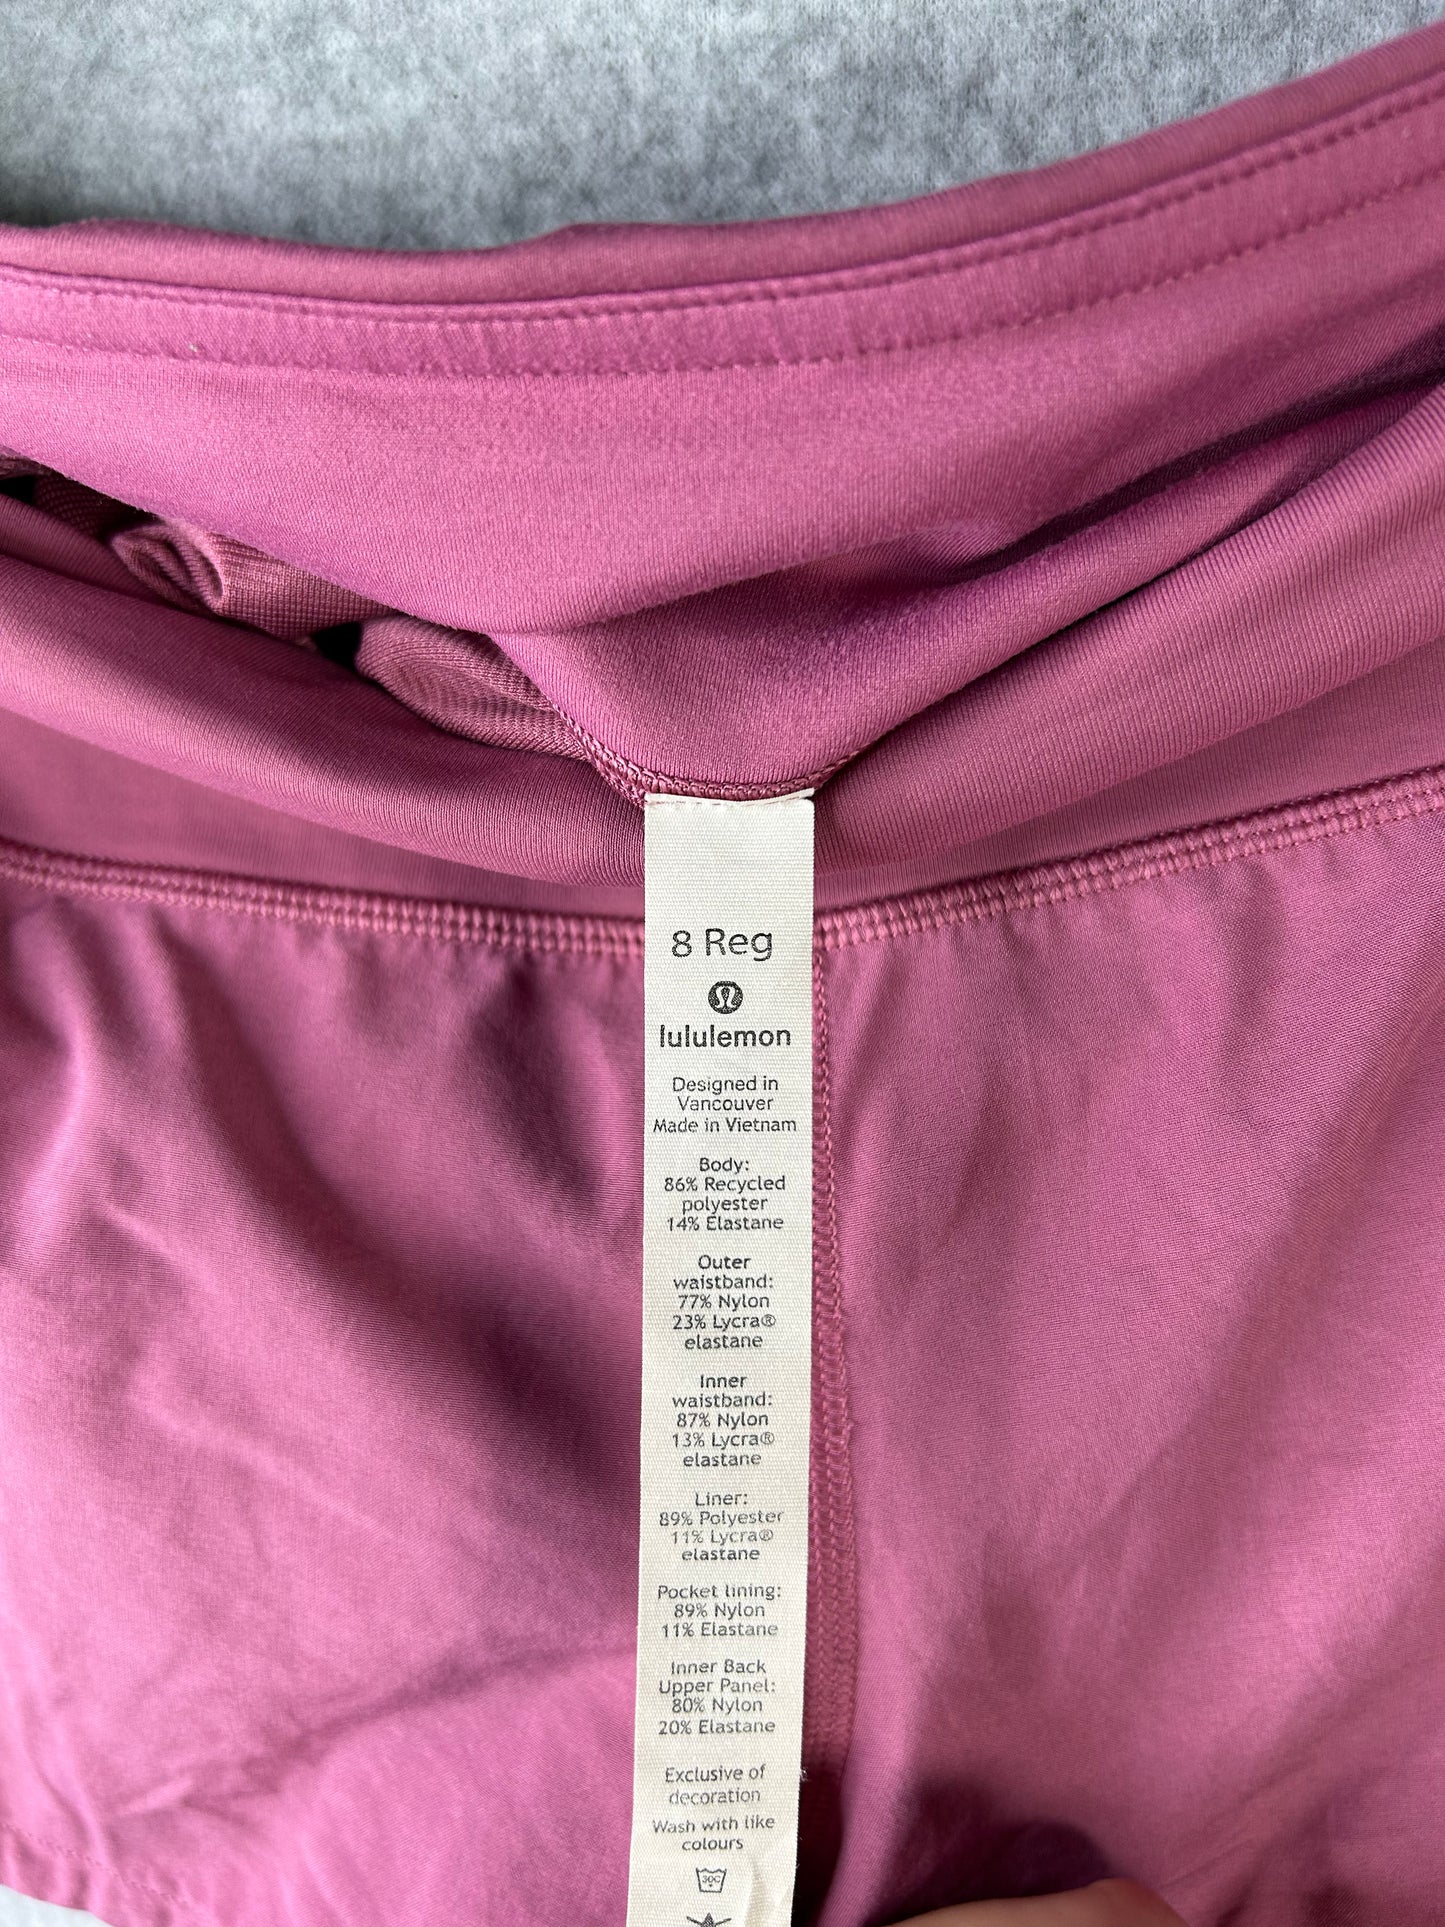 8 Reg
lululemon
Designed in
Vancouver
Made in Vietnam
Body:
86% Recycled
polyester
14% Elastane
Outer
waistband:
77% Nylon
23% Lycra®
elastane
Inner
waistband:
87% Nylon
13% Lycra®
elastane
Liner:
89% Polyester
11% Lycra®
elastane
Pocket lining:
89% Nylon
11% Elastane
Inner Back
Upper Panel:
80% Nylon
20% Elastane
Exclusive of
decoration
Wash with like
colours
30C